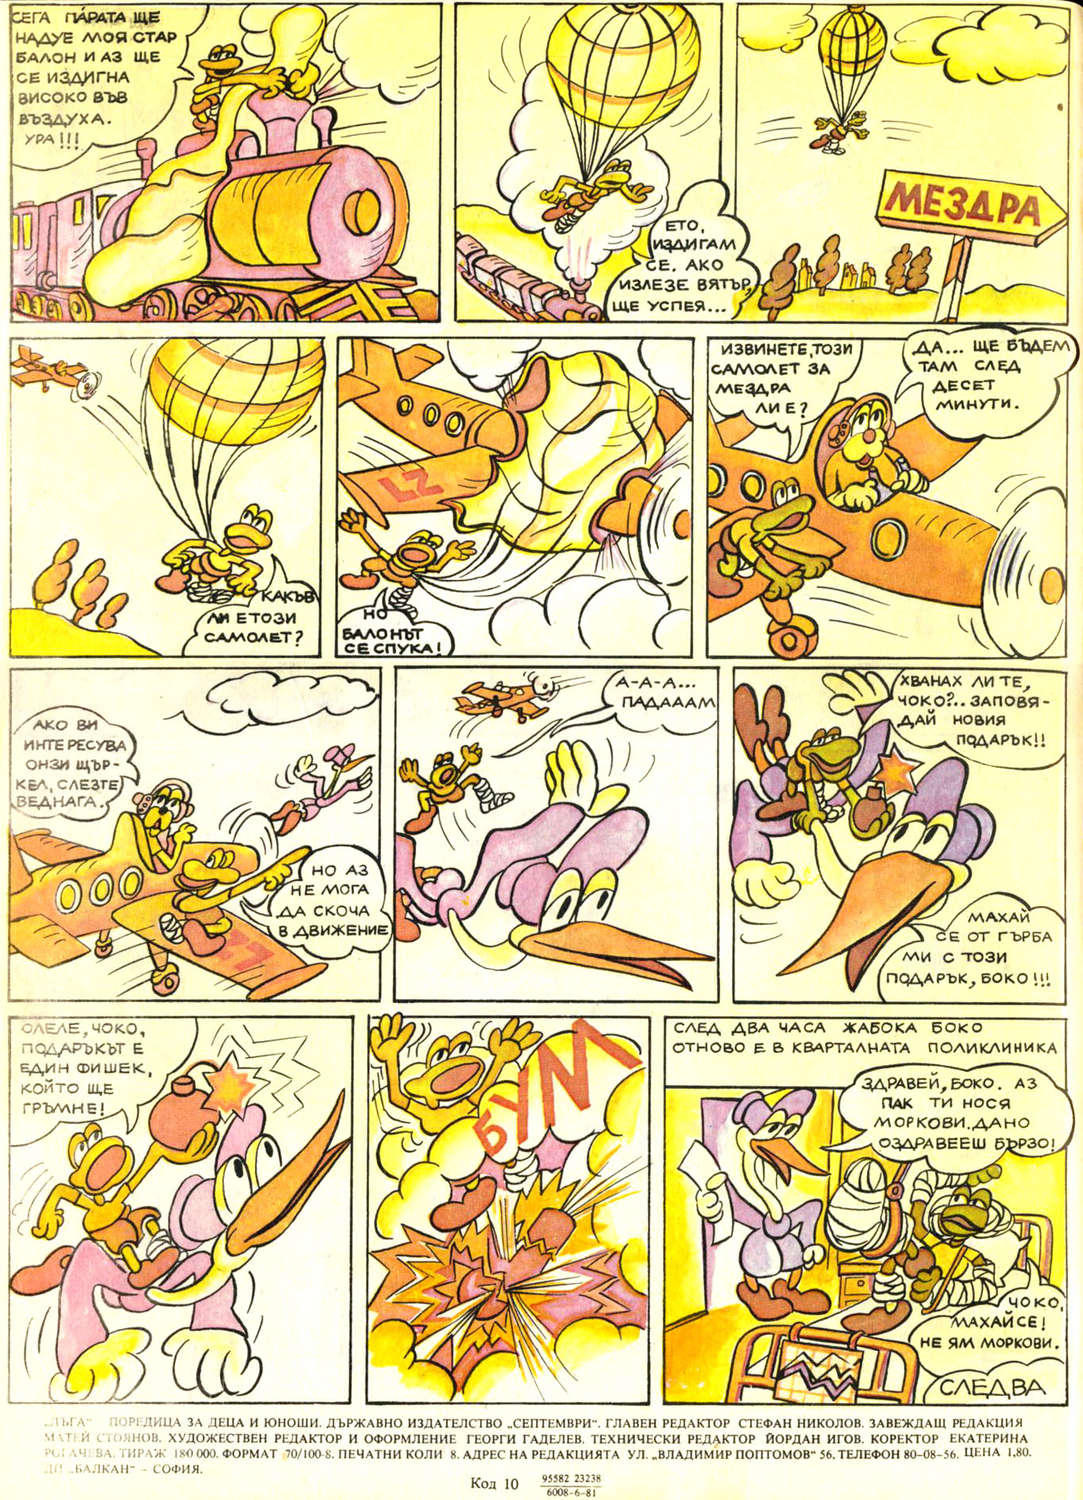 СЕГА ПАРАТА ЩЕ
НАДУЕ МОЯ СТАР
БАЛОН И АЗ ЩЕ
СЕ ИЗДИГНА
ВИСОКО ВЪВ
ВЪЗДУХА.
УРА!!!
ЕТО,
ИЗДИГАМ
СЕ. АКО
ИЗЛЕЗЕ ВЯТЪР,
ЩЕ УСПЕЯ...
МЕЗДРА
КАКЪВ
ЛИ Е ТОЗИ
САМОЛЕТ?
LZ
НО
БАЛОНЪТ
СЕ СПУКА!
ИЗВИНЕТЕ, ТОЗИ
САМОЛЕТ ЗА
МЕЗДРА
ЛИ Е?
ДА... ЩЕ БЪДЕМ
ТАМ СЛЕД
ДЕСЕТ
МИНУТИ.
АКО ВИ
ИНТЕРЕСУВА
ОНЗИ ЩЪР-
КЕЛ, СЛЕЗТЕ
ВЕДНАГА.
НО АЗ
НЕ МОГА
ДА СКОЧА
В ДВИЖЕНИЕ
А-А-А...
ПАДАААМ
ХВАНАХ ЛИ ТЕ,
ЧОКО?.. ЗАПОВЯ-
ДАЙ НОВИЯ
ПОДАРЪК!!
МАХАЙ
СЕ ОТ ГЪРБА
МИ С ТОЗИ
ПОДАРЪК, БОКО!!!
ОЛЕЛЕ, ЧОКО,
ПОДАРЪКЪТ Е
ЕДИН ФИШЕК,
КОЙТО ЩЕ
ГРЪМНЕ!
БУМ
СЛЕД ДВА ЧАСА ЖАБОКА БОКО
ОТНОВО Е В КВАРТАЛНАТА ПОЛИКЛИНИКА
ЗДРАВЕЙ, БОКО. АЗ
ПАК ТИ НОСЯ
МОРКОВИ. ДАНО
ОЗДРАВЕЕШ БЪРЗО!
ЧОКО,
МАХАЙ СЕ!
НЕ ЯМ МОРКОВИ.
СЛЕДВА
„ДЪГА“ ПОРЕДИЦА ЗА ДЕЦА И ЮНОШИ. ДЪРЖАВНО ИЗДАТЕЛСТВО „СЕПТЕМВРИ“. ГЛАВЕН РЕДАКТОР СТЕФАН НИКОЛОВ. ЗАВЕЖДАЩ РЕДАКЦИЯ
МАТЕЙ СТОЯНОВ. ХУДОЖЕСТВЕН РЕДАКТОР И ОФОРМЛЕНИЕ ГЕОРГИ ГАДЕЛЕВ. ТЕХНИЧЕСКИ РЕДАКТОР ЙОРДАН ИГОВ. КОРЕКТОР ЕКАТЕРИНА
РОГАЧЕВА. ТИРАЖ 180 000. ФОРМАТ 70/100-8. ПЕЧАТНИ КОЛИ 8. АДРЕС НА РЕДАКЦИЯТА УЛ. „ВЛАДИМИР ПОПТОМОВ“ 56. ТЕЛЕФОН 80-08-56. ЦЕНА 1,80.
ДП „БАЛКАН“ – СОФИЯ.
Код 10 95582 23238
6008-6-81